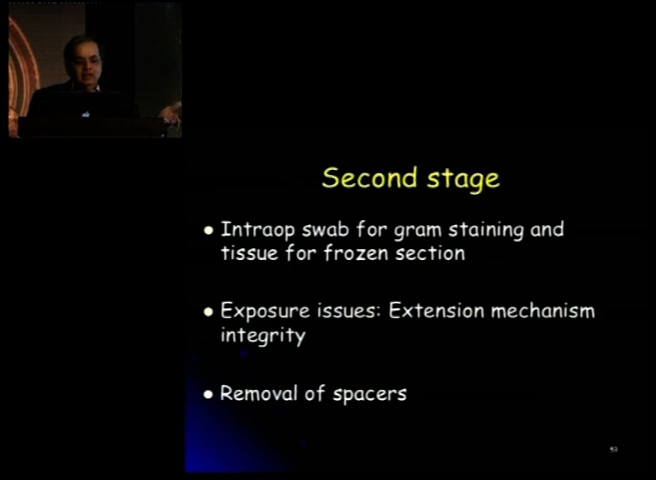 Second stage
• Intraop swab for gram staining and
tissue for frozen section
• Exposure issues: Extension mechanism
integrity
• Removal of spacers